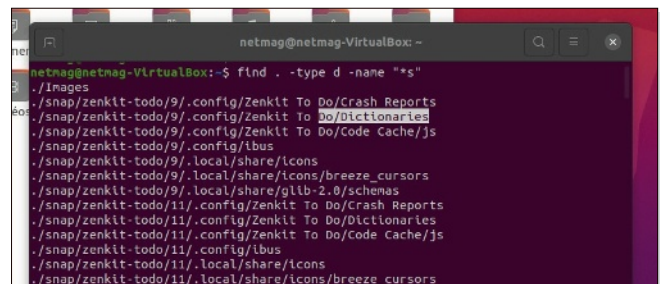 netmag@netmag-VirtualBox: ~
netmag@netmag-VirtualBox:~$ find . -type d -name "*s"
./Images
./snap/zenkit-todo/9/.config/Zenkit To Do/Crash Reports
./snap/zenkit-todo/9/.config/Zenkit To Do/Dictionaries
./snap/zenkit-todo/9/.config/Zenkit To Do/Code Cache/js
./snap/zenkit-todo/9/.config/ibus
./snap/zenkit-todo/9/.local/share/icons
./snap/zenkit-todo/9/.local/share/icons/breeze_cursors
./snap/zenkit-todo/9/.local/share/glib-2.0/schemas
./snap/zenkit-todo/11/.config/Zenkit To Do/Crash Reports
./snap/zenkit-todo/11/.config/Zenkit To Do/Dictionaries
./snap/zenkit-todo/11/.config/Zenkit To Do/Code Cache/js
./snap/zenkit-todo/11/.config/ibus
./snap/zenkit-todo/11/.local/share/icons
./snap/zenkit-todo/11/.local/share/icons/breeze_cursors